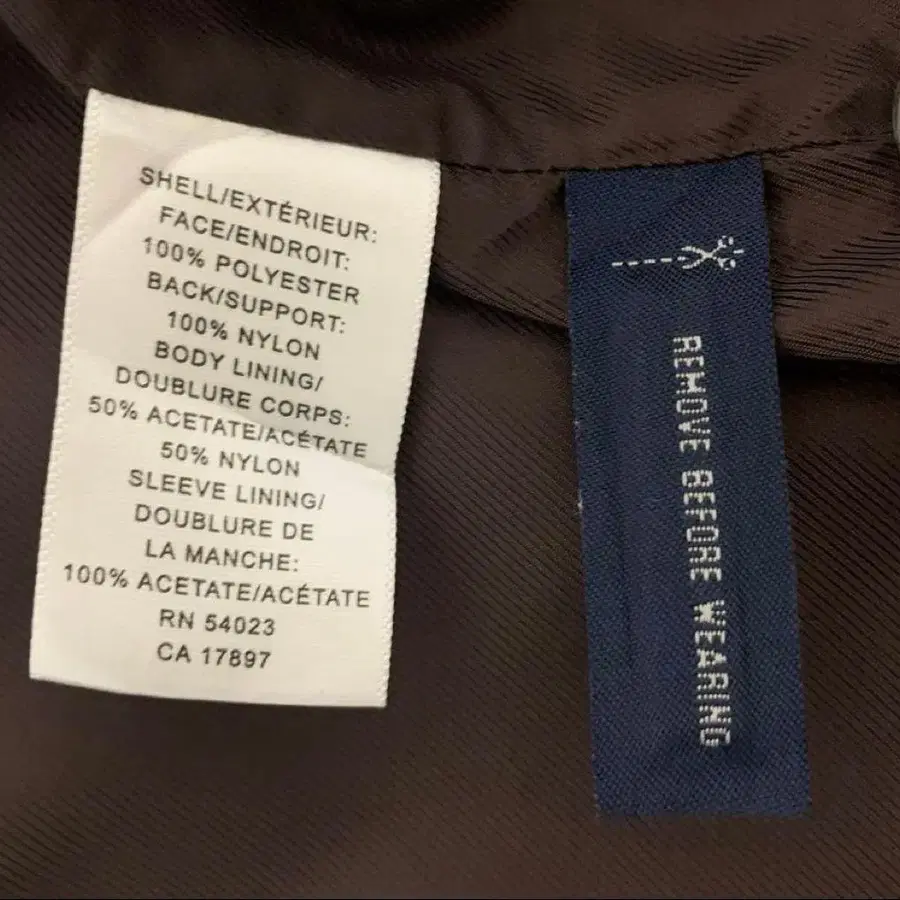 SHELL/EXTÉRIEUR:
FACE/ENDROIT:
100% POLYESTER
BACK/SUPPORT:
100% NYLON
BODY LINING/
DOUBLURE CORPS:
50% ACETATE/ACÉTATE
50% NYLON
SLEEVE LINING/
DOUBLURE DE
LA MANCHE:
100% ACETATE/ACÉTATE
RN 54023
CA 17897
REMOVE BEFORE WEARING